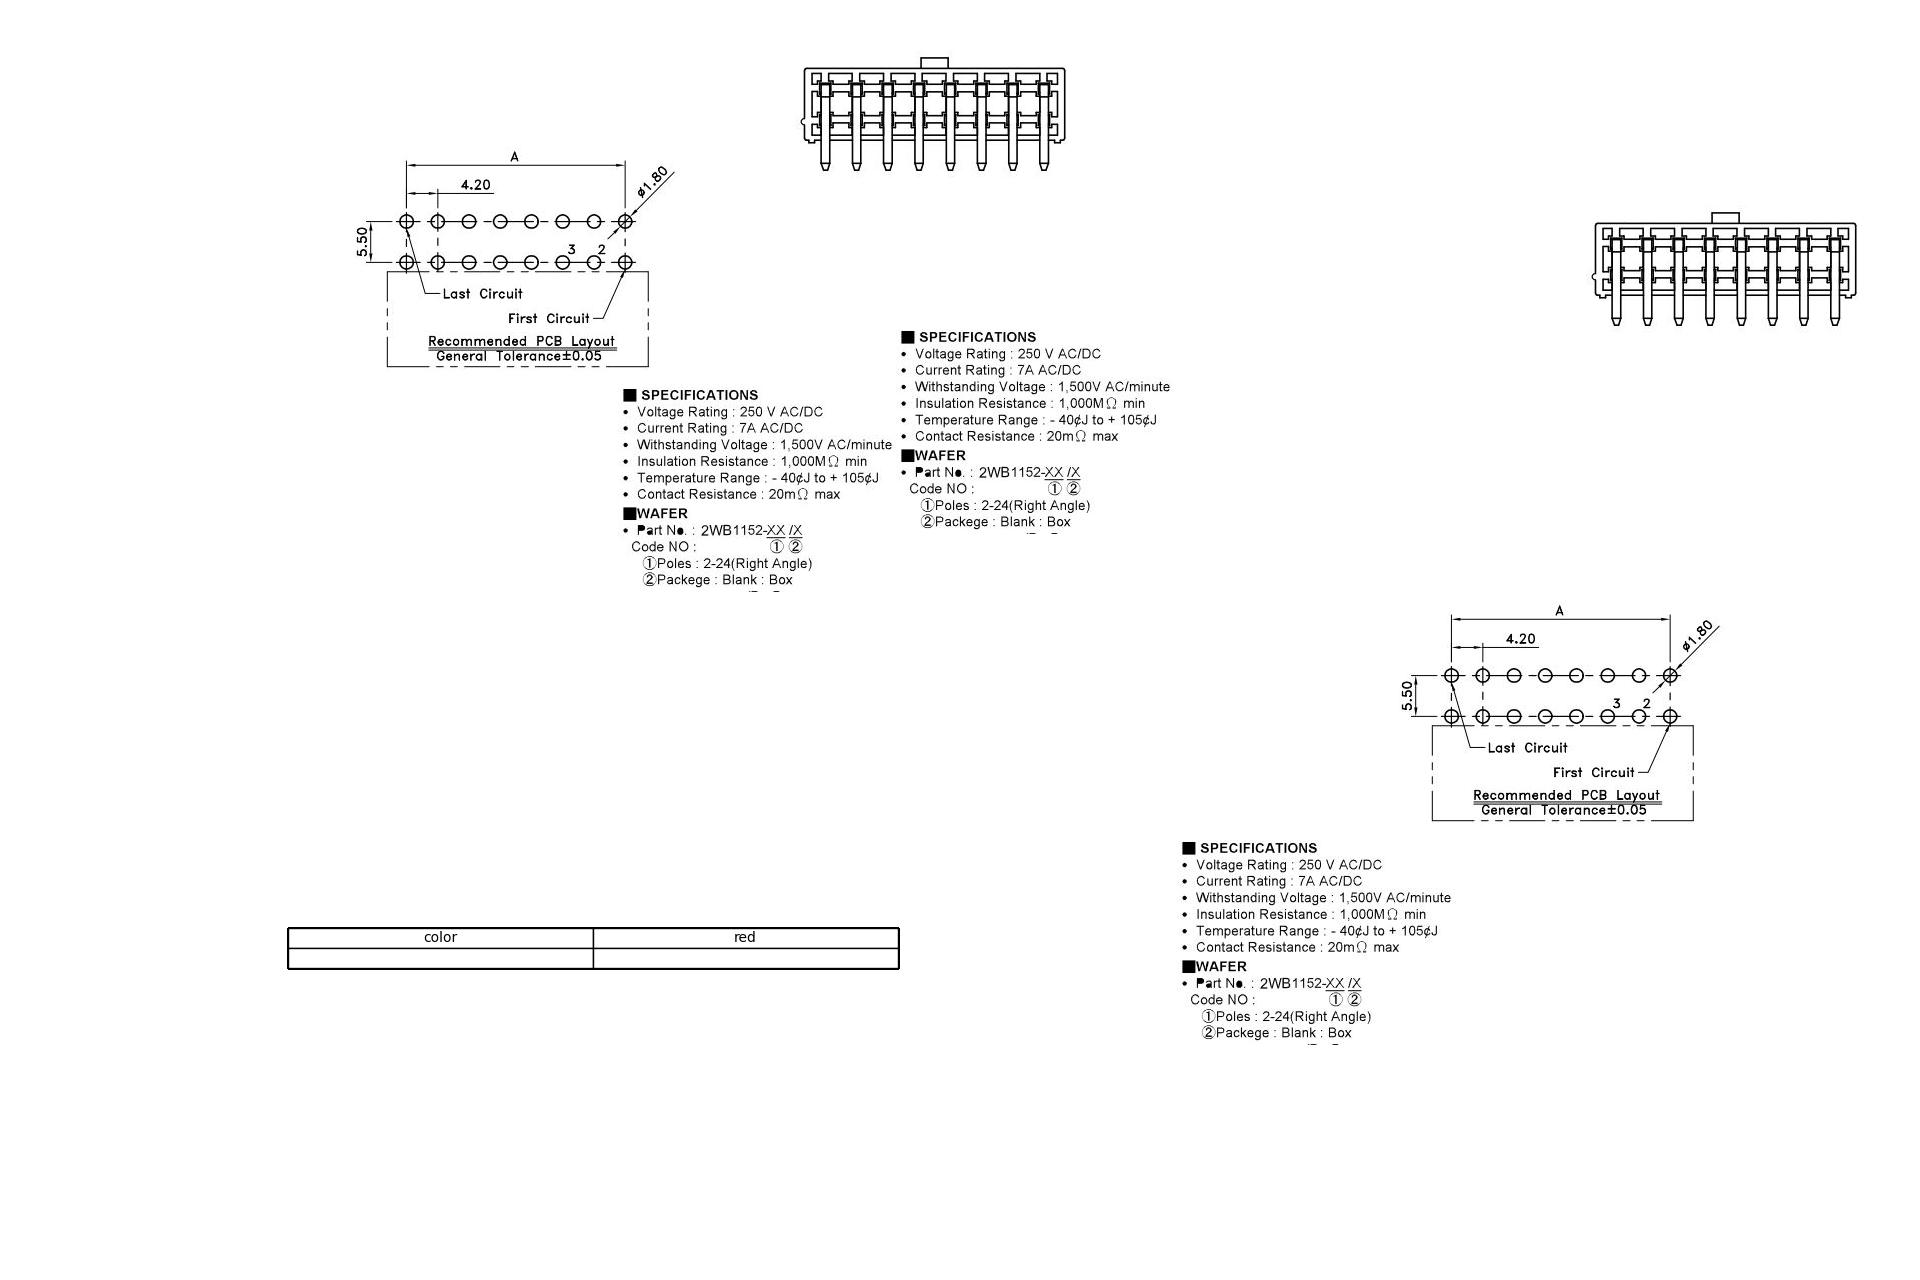 A
4.20
ø1.80
5.50
3 2
Last Circuit
First Circuit
Recommended PCB Layout
General Tolerance±0.05
■ SPECIFICATIONS
• Voltage Rating : 250 V AC/DC
• Current Rating : 7A AC/DC
• Withstanding Voltage : 1,500V AC/minute
• Insulation Resistance : 1,000MΩ min
• Temperature Range : - 40¢J to + 105¢J
• Contact Resistance : 20mΩ max
■WAFER
• Part No. : 2WB1152-XX /X
Code NO : ① ②
①Poles : 2-24(Right Angle)
②Packege : Blank : Box
■ SPECIFICATIONS
• Voltage Rating : 250 V AC/DC
• Current Rating : 7A AC/DC
• Withstanding Voltage : 1,500V AC/minute
• Insulation Resistance : 1,000MΩ min
• Temperature Range : - 40¢J to + 105¢J
• Contact Resistance : 20mΩ max
■WAFER
• Part No. : 2WB1152-XX /X
Code NO : ① ②
①Poles : 2-24(Right Angle)
②Packege : Blank : Box
A
4.20
ø1.80
5.50
3 2
Last Circuit
First Circuit
Recommended PCB Layout
General Tolerance±0.05
■ SPECIFICATIONS
• Voltage Rating : 250 V AC/DC
• Current Rating : 7A AC/DC
• Withstanding Voltage : 1,500V AC/minute
• Insulation Resistance : 1,000MΩ min
• Temperature Range : - 40¢J to + 105¢J
• Contact Resistance : 20mΩ max
■WAFER
• Part No. : 2WB1152-XX /X
Code NO : ① ②
①Poles : 2-24(Right Angle)
②Packege : Blank : Box
color red